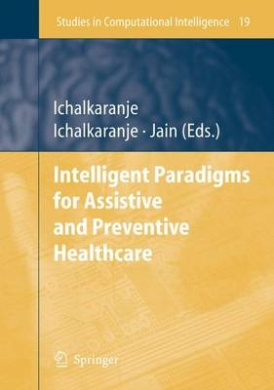 Studies in Computational Intelligence 19
Ichalkaranje
Ichalkaranje · Jain (Eds.)
Intelligent Paradigms
for Assistive
and Preventive
Healthcare
Springer